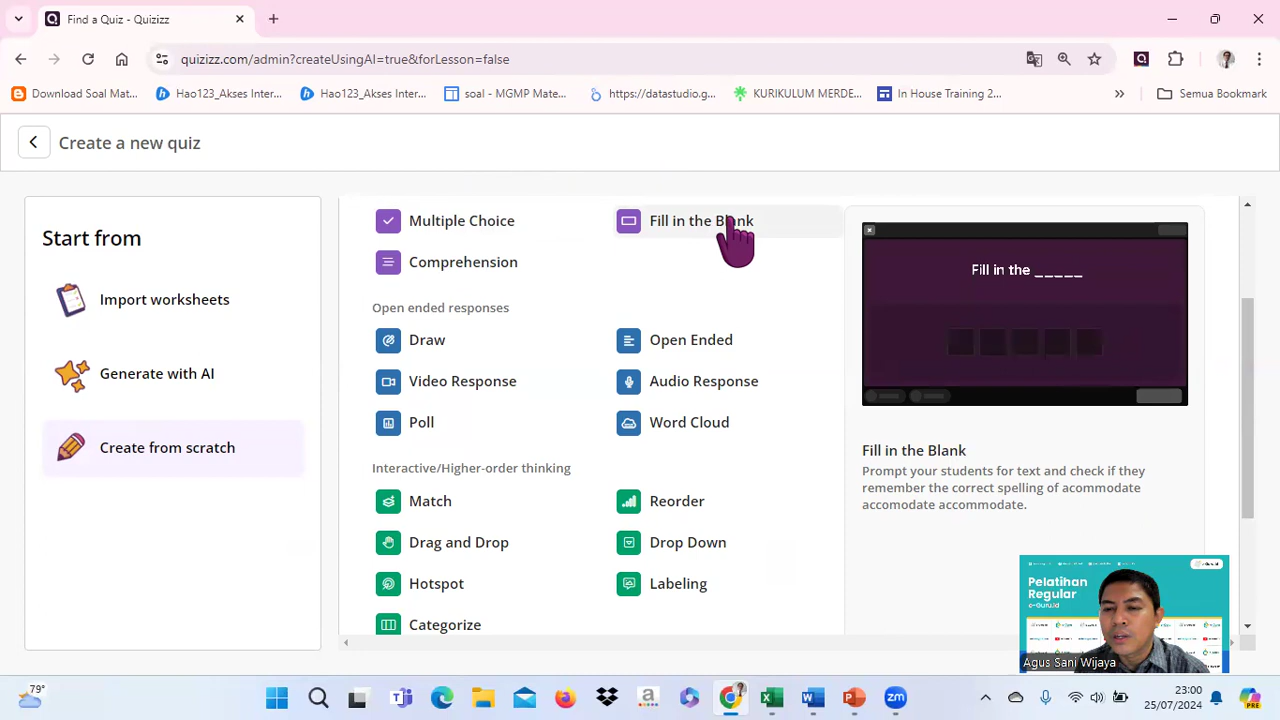 Find a Quiz - Quizizz
quizizz.com/admin?createUsingAI=true&forLesson=false
Download Soal Mat...
Hao123_Akses Inter...
Hao123_Akses Inter...
soal - MGMP Matema...
https://datastudio.g...
KURIKULUM MERDE...
In House Training 2...
Semua Bookmark
Create a new quiz
Start from
Import worksheets
Generate with AI
Create from scratch
Multiple Choice
Fill in the Blank
Comprehension
Open ended responses
Draw
Open Ended
Video Response
Audio Response
Poll
Word Cloud
Interactive/Higher-order thinking
Match
Reorder
Drag and Drop
Drop Down
Hotspot
Labeling
Categorize
Fill in the _____
Fill in the Blank
Prompt your students for text and check if they
remember the correct spelling of acommodate
accomodate accommodate.
Pelatihan
Regular
e-Guru.id
Agus Sani Wijaya
79°
23:00
25/07/2024
PRE